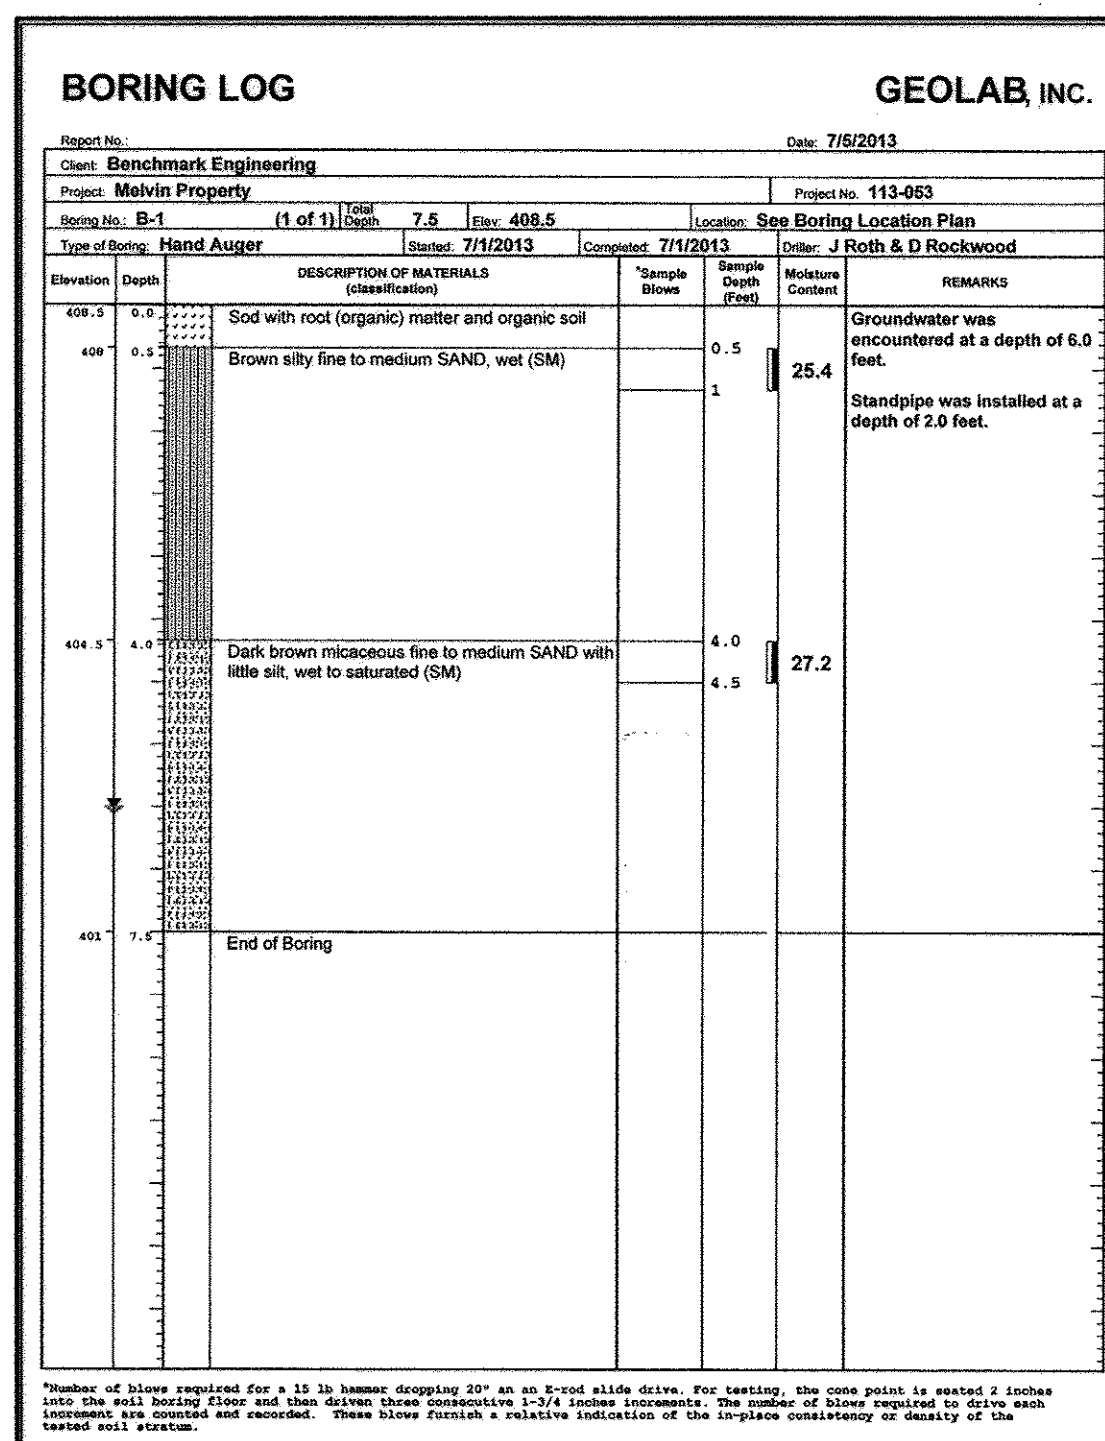 BORING LOG GEOLAB, INC.
Report No.: Date: 7/5/2013
Client: Benchmark Engineering
Project: Melvin Property Project No. 113-053
Boring No.: B-1 (1 of 1) Total Depth 7.5 Elev: 408.5 Location: See Boring Location Plan
Type of Boring: Hand Auger Started: 7/1/2013 Completed: 7/1/2013 Driller: J Roth & D Rockwood
Elevation Depth DESCRIPTION OF MATERIALS (classification) *Sample Blows Sample Depth (Feet) Moisture Content REMARKS
408.5 0.0 Sod with root (organic) matter and organic soil Groundwater was
encountered at a depth of 6.0
408 0.5 Brown silty fine to medium SAND, wet (SM) 0.5 feet.
25.4
1 Standpipe was installed at a
depth of 2.0 feet.
404.5 4.0 Dark brown micaceous fine to medium SAND with 4.0
little silt, wet to saturated (SM) 27.2
4.5
401 7.5 End of Boring
*Number of blows required for a 15 lb hammer dropping 20" an an E-rod slide drive. For testing, the cone point is seated 2 inches
into the soil boring floor and then driven three consecutive 1-3/4 inches increments. The number of blows required to drive each
increment are counted and recorded. These blows furnish a relative indication of the in-place consistency or density of the
tested soil stratum.